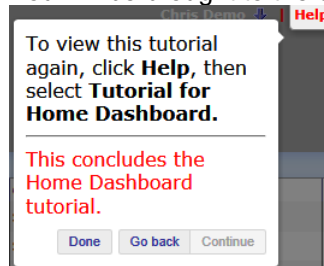 Chris Demo | Help
To view this tutorial
again, click Help, then
select Tutorial for
Home Dashboard.
This concludes the
Home Dashboard
tutorial.
Done Go back Continue